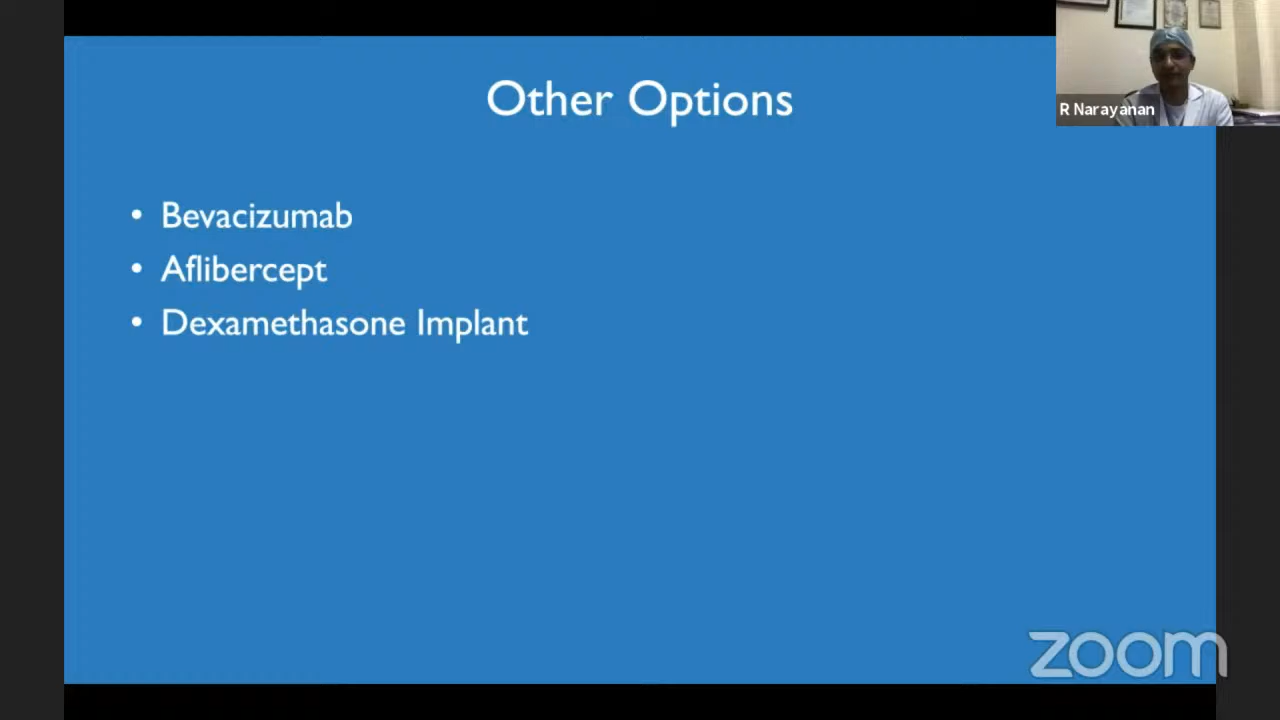 Other Options
R Narayanan
• Bevacizumab
• Aflibercept
• Dexamethasone Implant
zoom